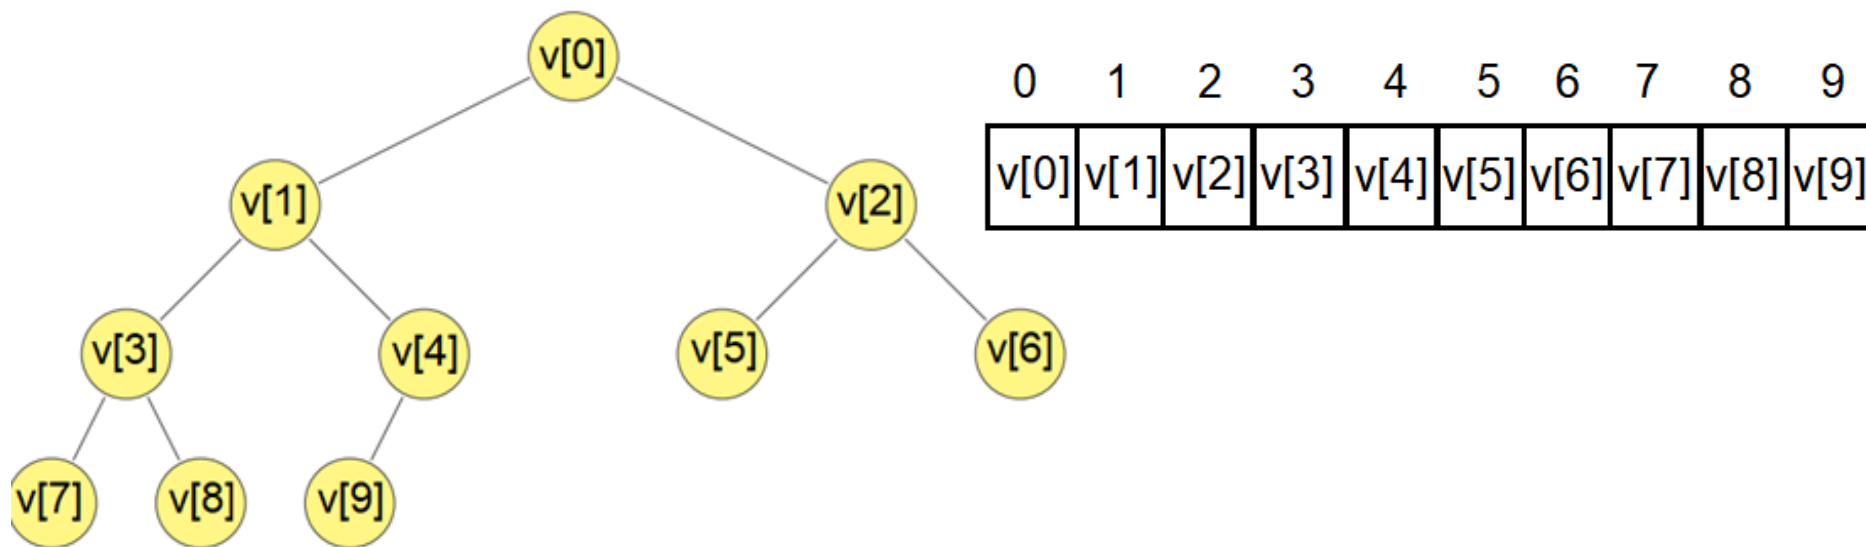 v[0]
v[1] v[2]
v[3] v[4] v[5] v[6]
v[7] v[8] v[9]
0 1 2 3 4 5 6 7 8 9
v[0] v[1] v[2] v[3] v[4] v[5] v[6] v[7] v[8] v[9]